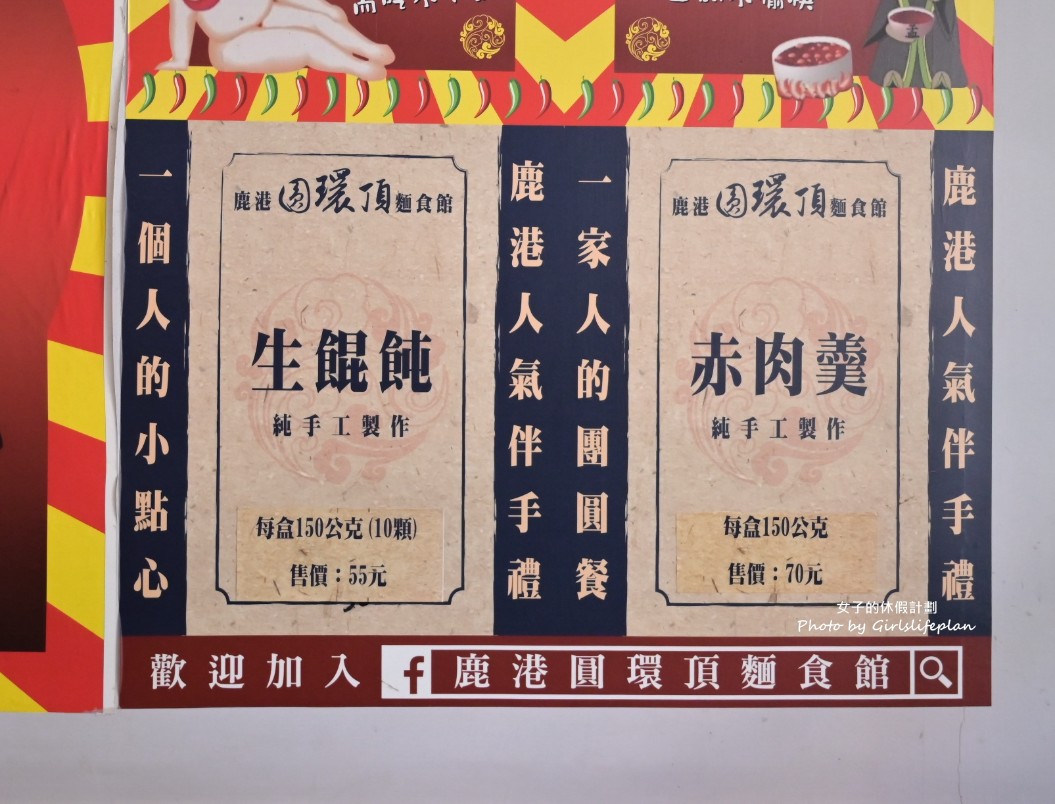 一個人的小點心
鹿港圓環頂麵食館
生餛飩
純手工製作
每盒150公克(10顆)
售價：55元
鹿港人氣伴手禮
一家人的團圓餐
鹿港圓環頂麵食館
赤肉羹
純手工製作
每盒150公克
售價：70元
鹿港人氣伴手禮
女子的休假計劃
Photo by Girlslifeplan
歡迎加入 f 鹿港圓環頂麵食館